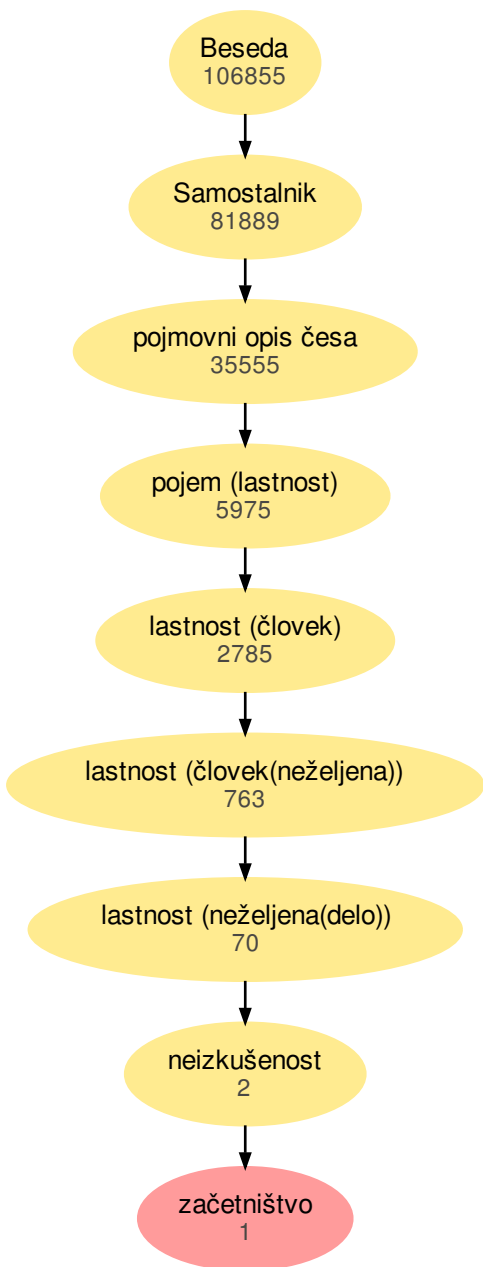 Beseda
106855
Samostalnik
81889
pojmovni opis česa
35555
pojem (lastnost)
5975
lastnost (človek)
2785
lastnost (človek(neželjena))
763
lastnost (neželjena(delo))
70
neizkušenost
2
začetništvo
1